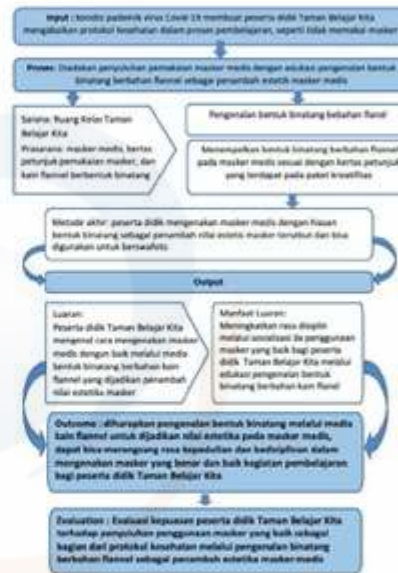 Input : kondisi pademik virus Covid-19 membuat peserta didik Taman Belajar Kita
mengabaikan protokol kesehatan dalam proses pembelajaran, seperti tidak memakai masker
Proses: Diadakan penyuluhan pemakaian masker medis dengan edukasi pengenalan bentuk
binatang berbahan flannel sebagai penambah estetik masker medis
Sarana: Ruang Kelas Taman
Belajar Kita
Prasarana: masker medis, kertas
petunjuk pemakaian masker, dan
kain flannel berbentuk binatang
Pengenalan bentuk binatang bebahan flanel
Menempelkan bentuk binatang berbahan flannel
pada masker medis sesuai dengan kertas petunjuk
yang terdapat pada paket kreatifitas
Metode akhir: peserta didik mengenakan masker medis dengan hiasan
bentuk binatang sebagai penambah nilai estetis masker tersebut dan bisa
digunakan untuk berswafoto
Output
Luaran:
Peserta didik Taman Belajar Kita
mengenal cara mengenakan masker
medis dengan baik melalui media
bentuk binatang berbahan kain
flannel yang dijadikan penambah
nilai estetika masker
Manfaat Luaran:
Meningkatkan rasa disiplin
melalui sosialisasi penggunaan
masker yang baik bagi peserta
didik Taman Belajar Kita melalui
edukasi pengenalan bentuk
binatang berbahan kain flanel
Outcome : diharapkan pengenalan bentuk binatang melalui media
kain flannel untuk dijadikan nilai estetika pada masker medis,
dapat bisa merangsang rasa kepedulian dan kedisiplinan dalam
mengenakan masker yang benar dan baik kegiatan pembelajaran
bagi peserta didik Taman Belajar Kita
Evaluation : Evaluasi kepuasan peserta didik Taman Belajar Kita
terhadap penyuluhan penggunaan masker yang baik sebagai
bagian dari protokol kesehatan melalui pengenalan binatang
berbahan flannel sebagai penambah estetika masker medis